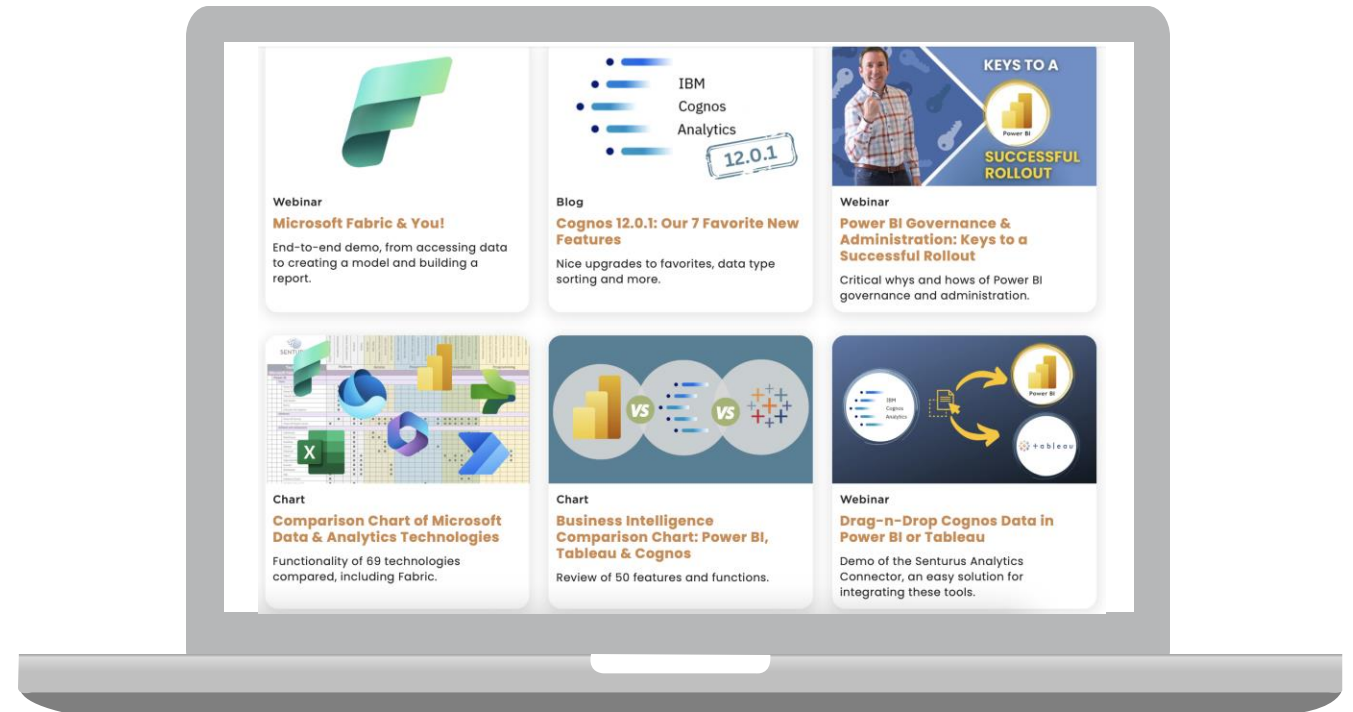 IBM
Cognos
Analytics
12.0.1
KEYS TO A
Power BI
SUCCESSFUL
ROLLOUT
Webinar
Microsoft Fabric & You!
End-to-end demo, from accessing data
to creating a model and building a
report.
Blog
Cognos 12.0.1: Our 7 Favorite New
Features
Nice upgrades to favorites, data type
sorting and more.
Webinar
Power BI Governance &
Administration: Keys to a
Successful Rollout
Critical whys and hows of Power BI
governance and administration.
X
VS
VS
IBM
Cognos
Analytics
Power BI
+ableau
Chart
Comparison Chart of Microsoft
Data & Analytics Technologies
Functionality of 69 technologies
compared, including Fabric.
Chart
Business Intelligence
Comparison Chart: Power BI,
Tableau & Cognos
Review of 50 features and functions.
Webinar
Drag-n-Drop Cognos Data in
Power BI or Tableau
Demo of the Senturus Analytics
Connector, an easy solution for
integrating these tools.